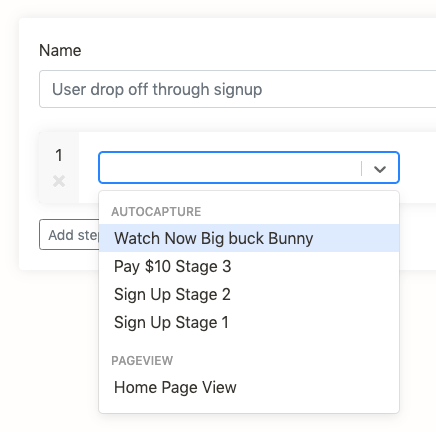 Name
User drop off through signup
1
Add step
AUTOCAPTURE
Watch Now Big buck Bunny
Pay $10 Stage 3
Sign Up Stage 2
Sign Up Stage 1
PAGEVIEW
Home Page View